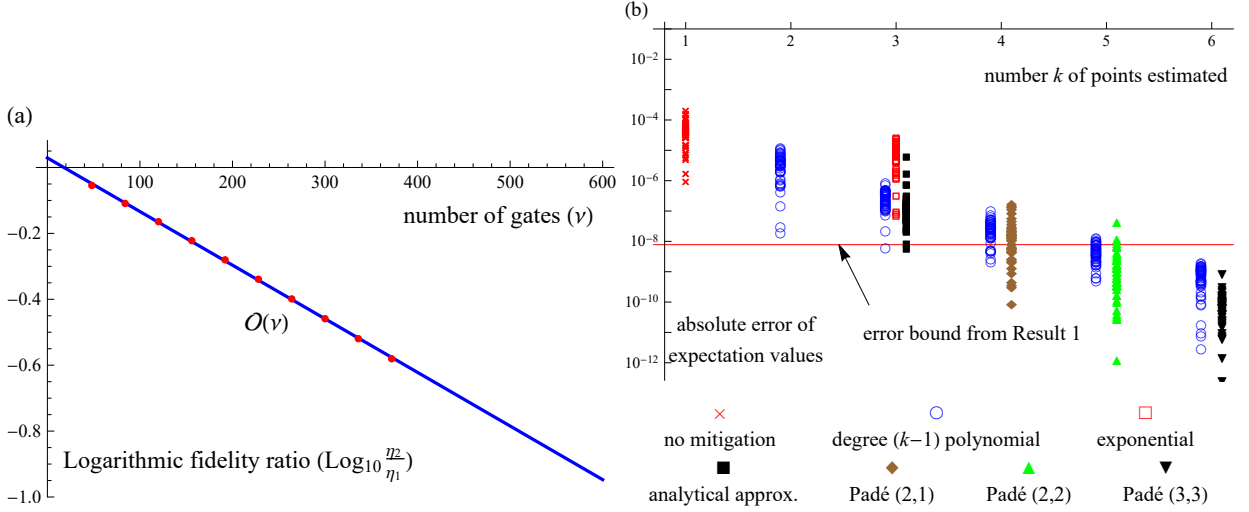 (a)
100
200
300
400
500
600
number of gates (ν)
−0.2
−0.4
−0.6
−0.8
−1.0
O(ν)
Logarithmic fidelity ratio (Log₁₀ η₂/η₁)
(b)
1
2
3
4
5
6
number k of points estimated
10⁻²
10⁻⁴
10⁻⁶
10⁻⁸
10⁻¹⁰
10⁻¹²
absolute error of
expectation values
error bound from Result 1
no mitigation
degree (k−1) polynomial
exponential
analytical approx.
Padé (2,1)
Padé (2,2)
Padé (3,3)